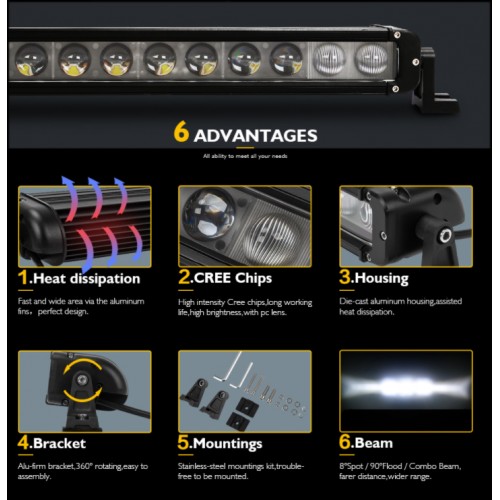 6 ADVANTAGES
All ability to meet all your needs
1.Heat dissipation
Fast and wide area via the aluminum
fins, perfect design.
2.CREE Chips
High intensity Cree chips,long working
life,high brightness,with pc lens.
3.Housing
Die-cast aluminum housing,assisted
heat dissipation.
4.Bracket
Alu-firm bracket,360° rotating,easy to
assembly.
5.Mountings
Stainless-steel mountings kit,trouble-
free to be mounted.
6.Beam
8°Spot / 90°Flood / Combo Beam,
farer distance,wider range.